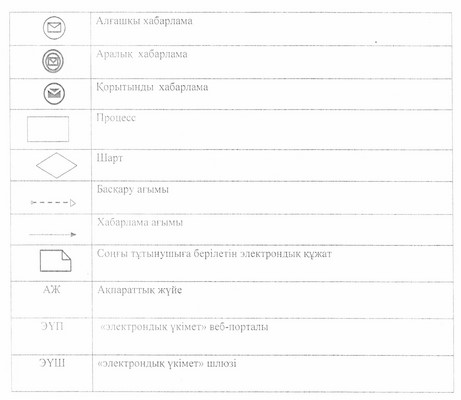 Алғашқы хабарлама
Аралық хабарлама
Қорытынды хабарлама
Процесс
Шарт
Басқару ағымы
Хабарлама ағымы
Соңғы тұтынушыға берілетін электрондық құжат
АЖ Ақпараттық жүйе
ЭҮП «электрондық үкімет» веб-порталы
ЭҮШ «электрондық үкімет» шлюзі